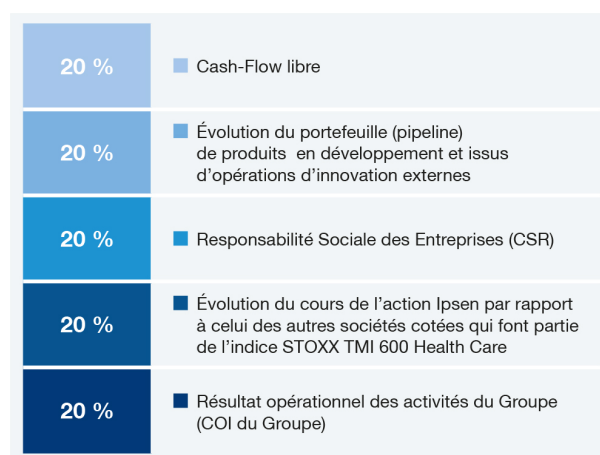 20 %
Cash-Flow libre
20 %
Évolution du portefeuille (pipeline)
de produits en développement et issus
d’opérations d’innovation externes
20 %
Responsabilité Sociale des Entreprises (CSR)
20 %
Évolution du cours de l’action Ipsen par rapport
à celui des autres sociétés cotées qui font partie
de l’indice STOXX TMI 600 Health Care
20 %
Résultat opérationnel des activités du Groupe
(COI du Groupe)